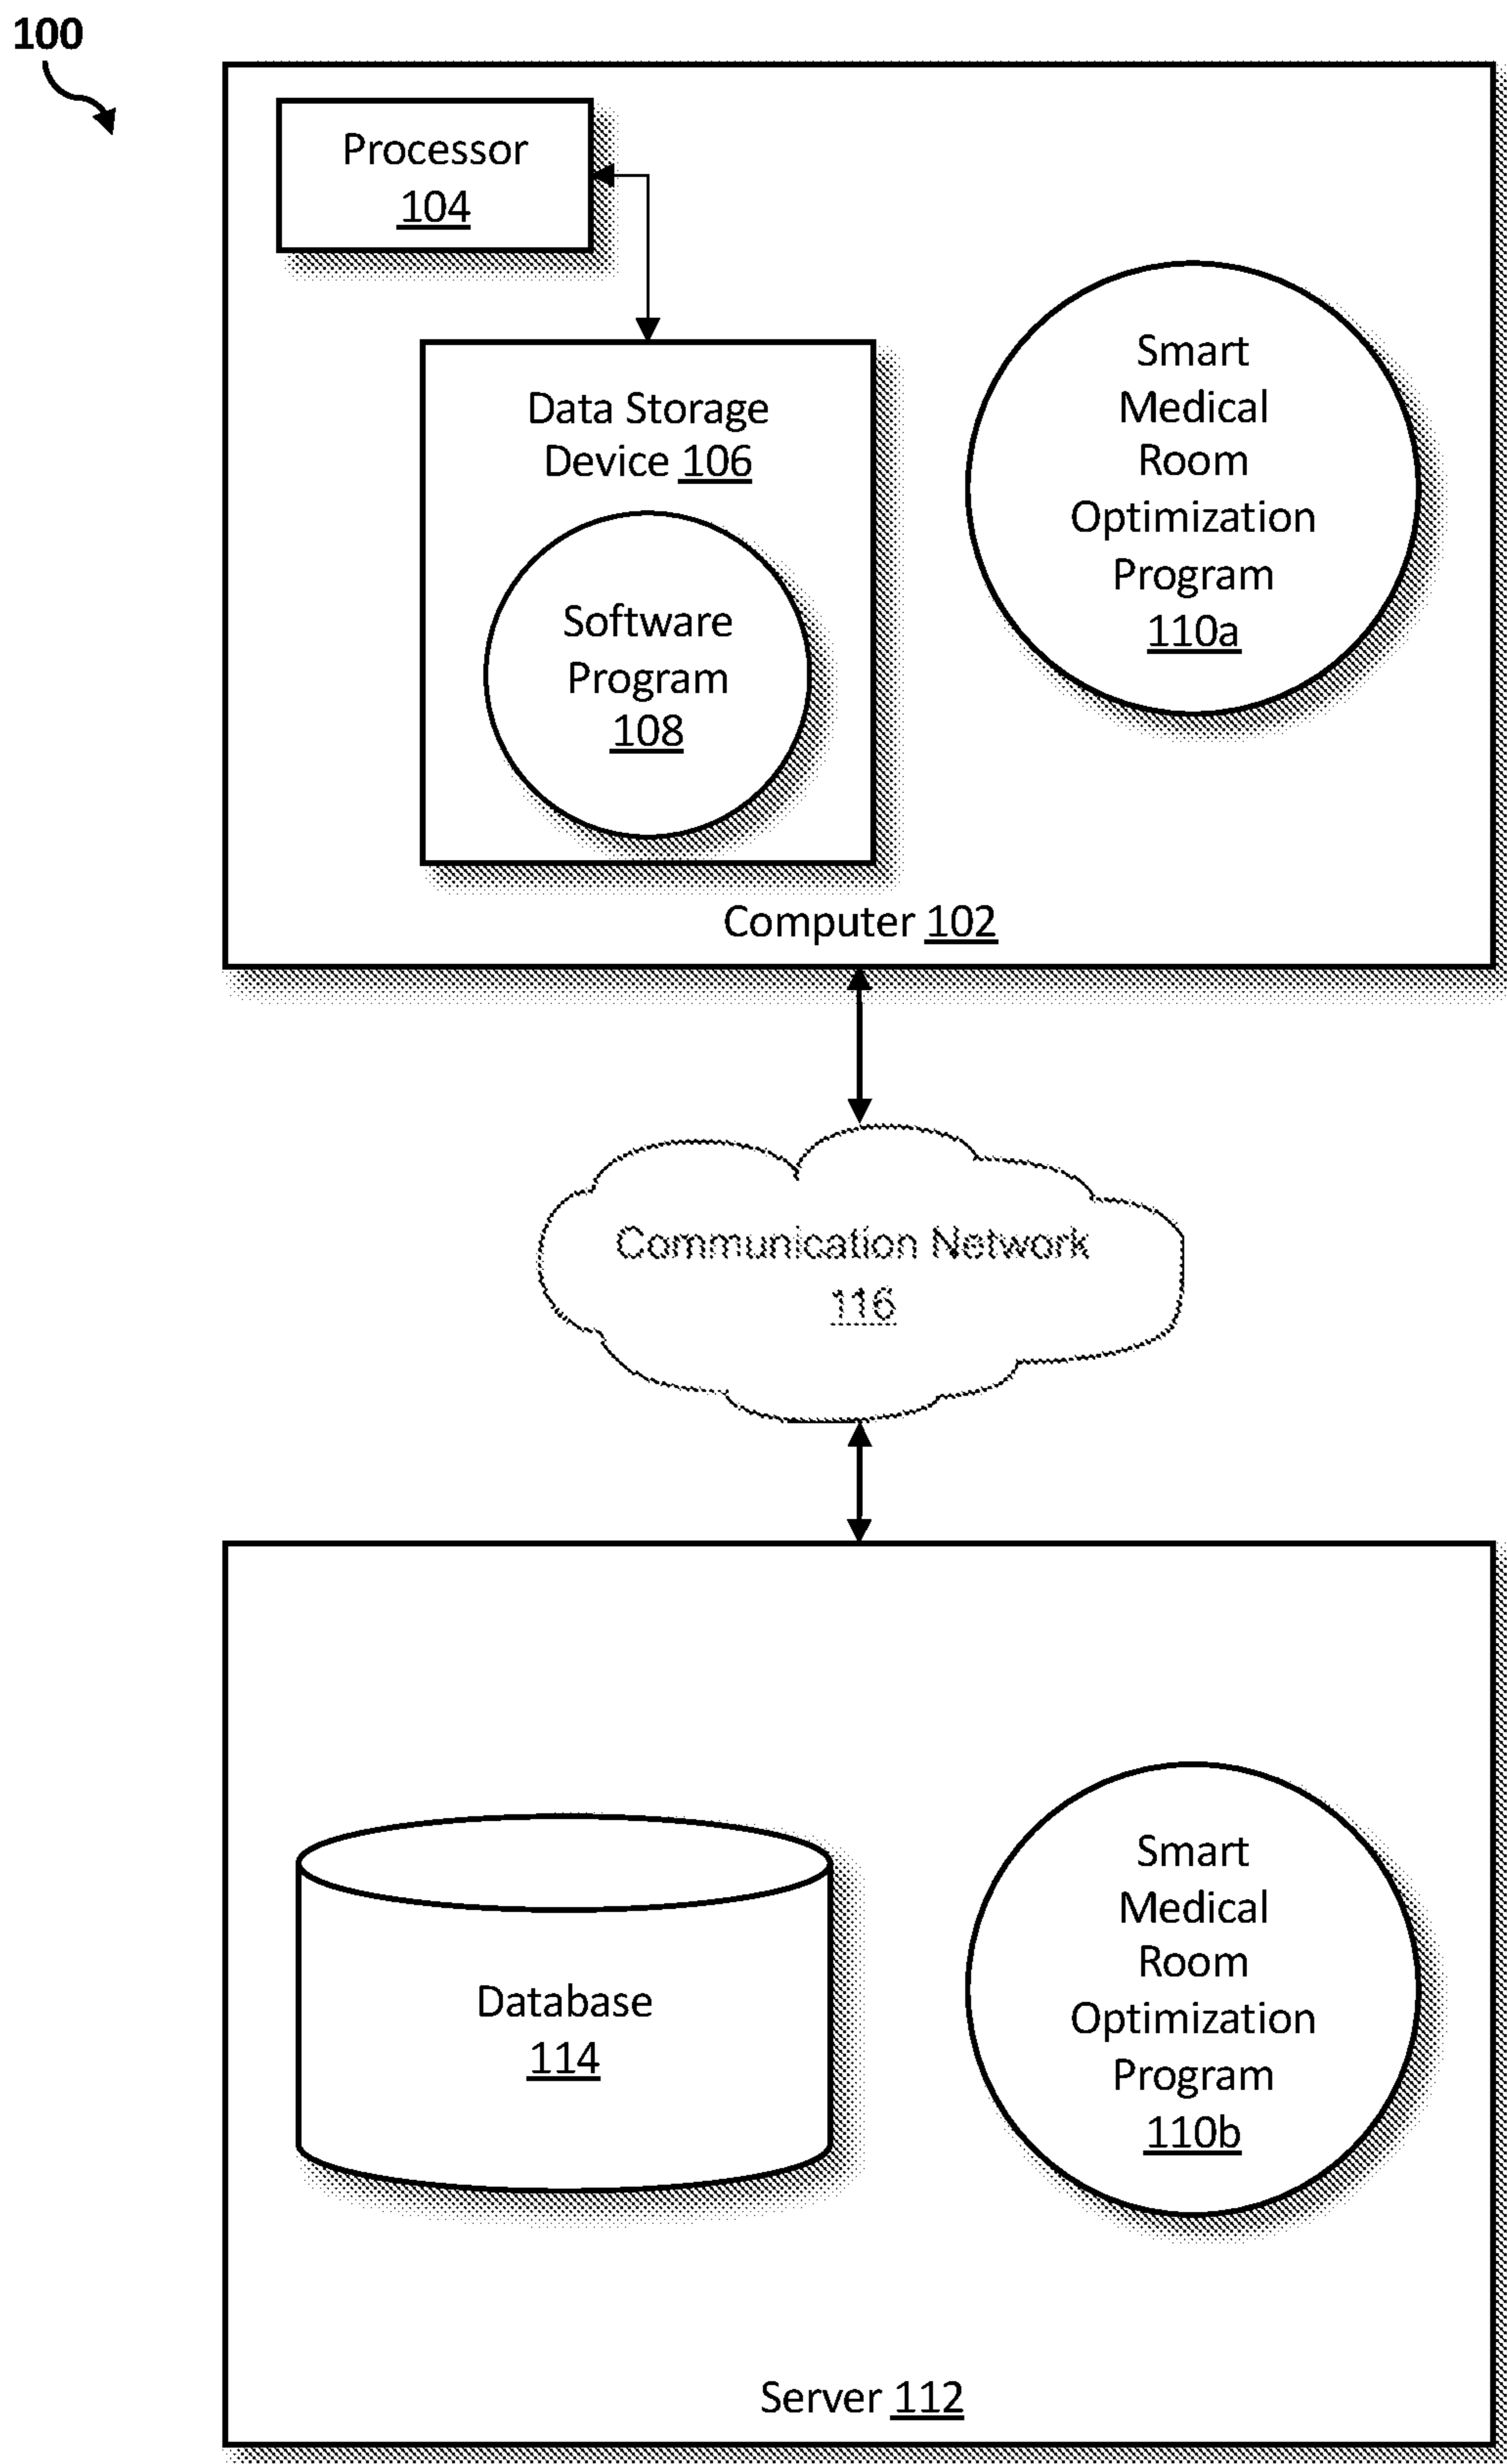 100
Processor
104
Data Storage
Device 106
Software
Program
108
Smart
Medical
Room
Optimization
Program
110a
Computer 102
Communication Network
116
Database
114
Smart
Medical
Room
Optimization
Program
110b
Server 112